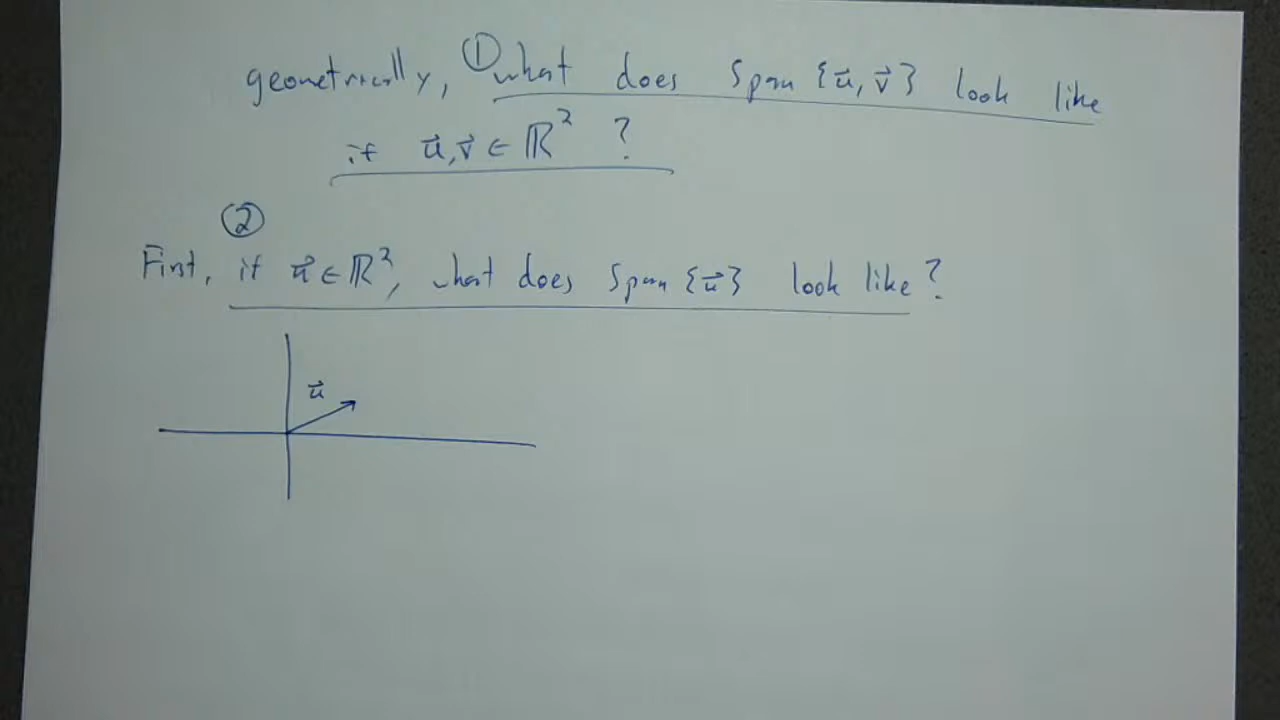 geometrically, ① what does Span {u⃗, v⃗} look like
if u⃗, v⃗ ∈ ℝ² ?
②
First, if u⃗ ∈ ℝ², what does Span {u⃗} look like?
u⃗